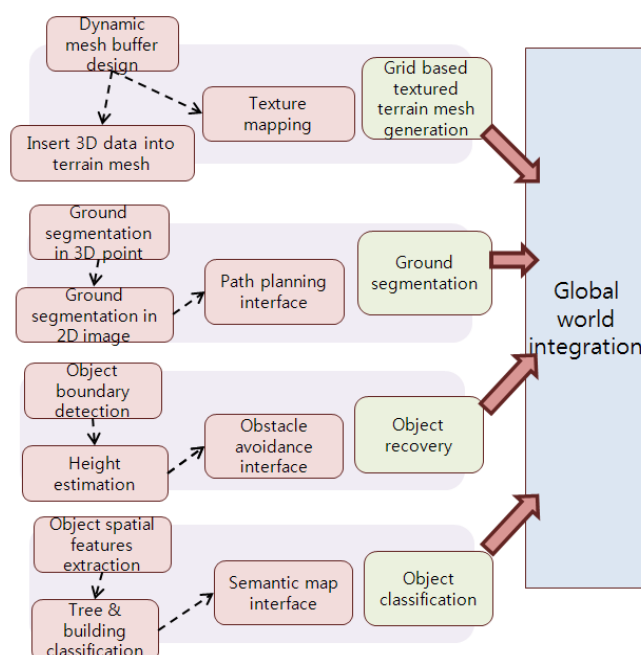 Dynamic
mesh buffer
design
Insert 3D data into
terrain mesh
Texture
mapping
Grid based
textured
terrain mesh
generation
Ground
segmentation
in 3D point
Ground
segmentation in
2D image
Path planning
interface
Ground
segmentation
Object
boundary
detection
Height
estimation
Obstacle
avoidance
interface
Object
recovery
Object spatial
features
extraction
Tree &
building
classification
Semantic map
interface
Object
classification
Global
world
integration